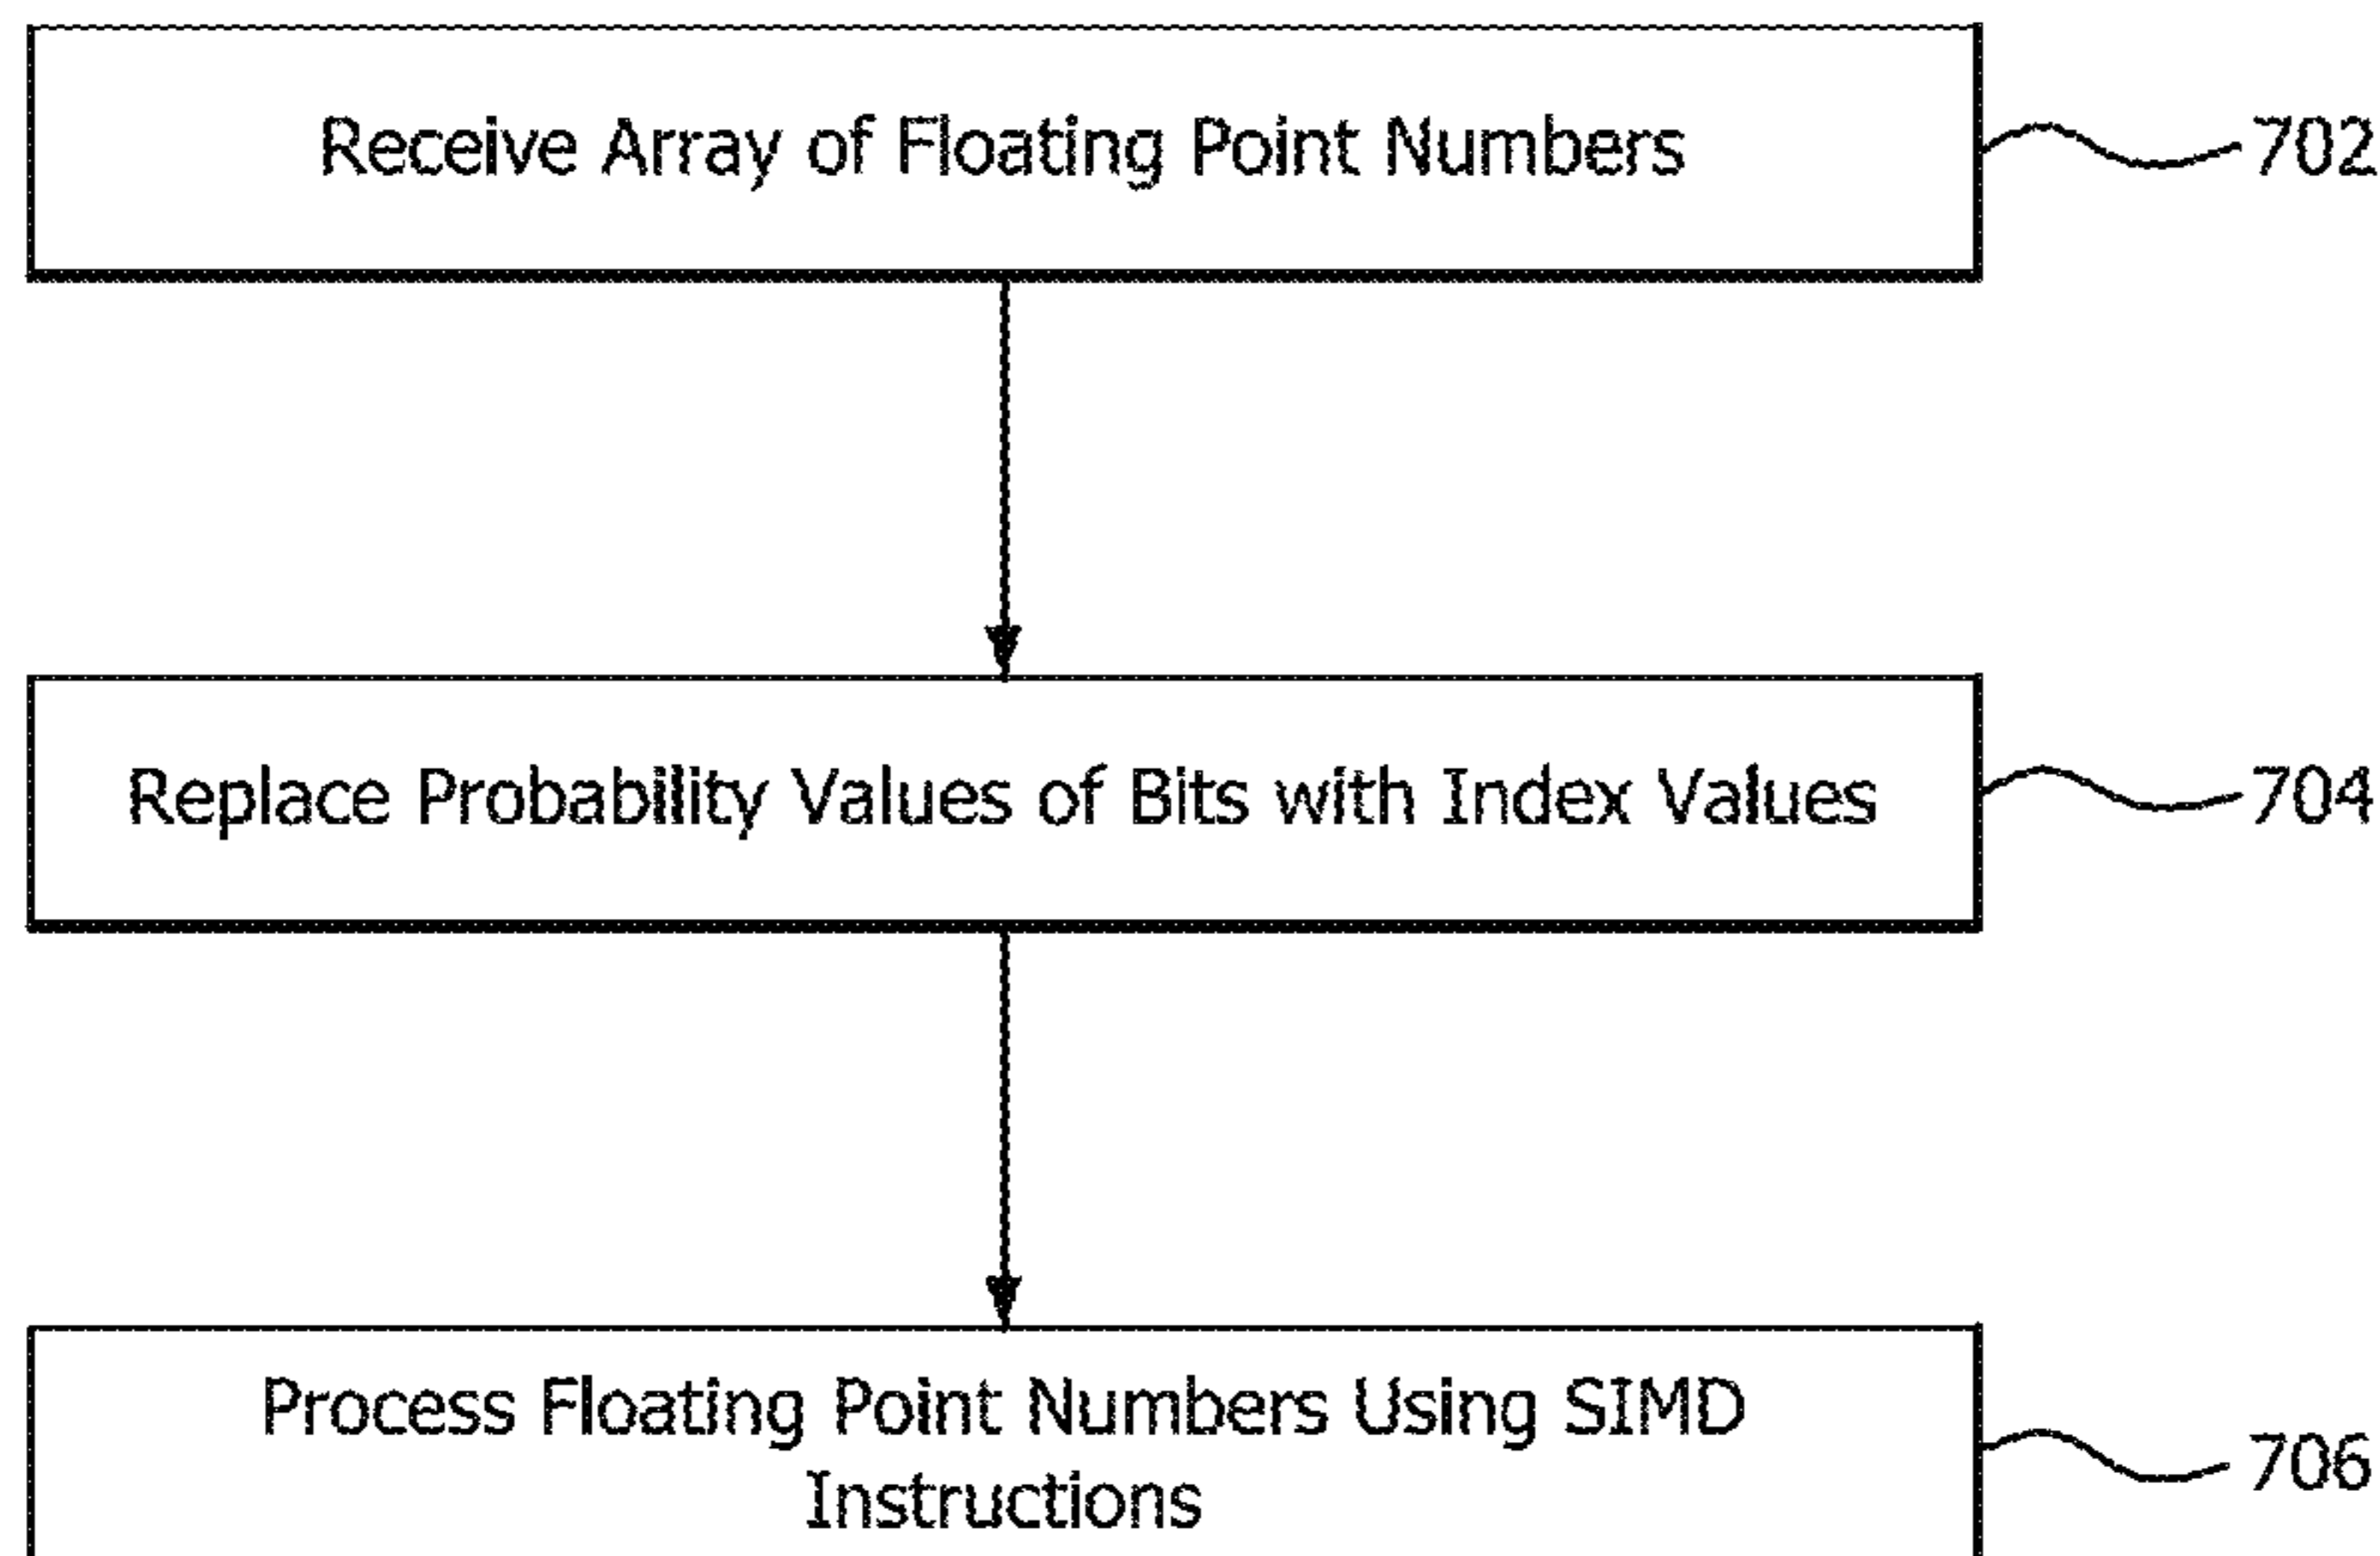 Receive Array of Floating Point Numbers
702
Replace Probability Values of Bits with Index Values
704
Process Floating Point Numbers Using SIMD
Instructions
706